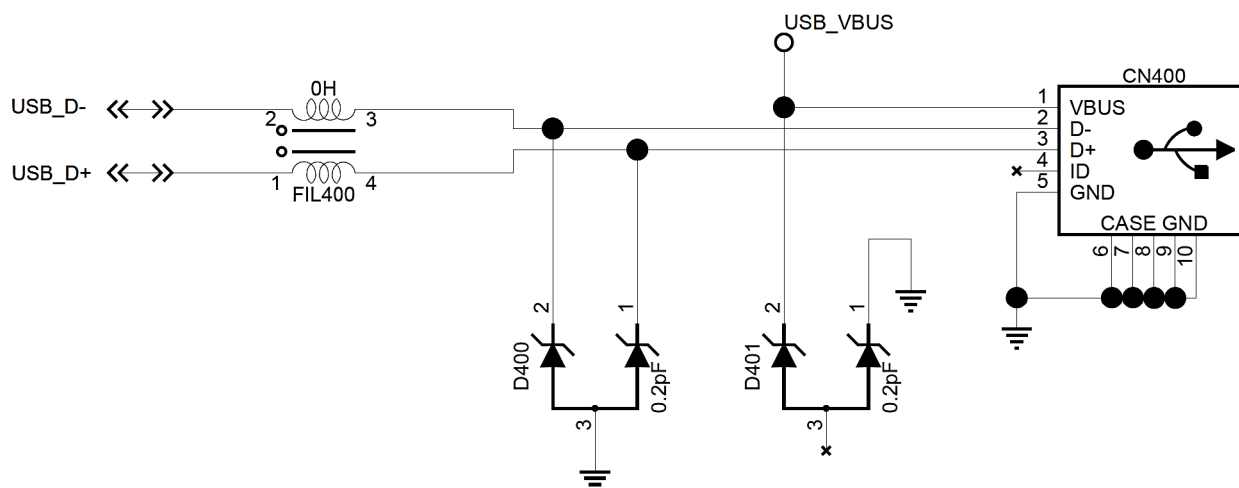 USB_VBUS
CN400
0H
USB_D-
2
3
USB_D+
1
4
FIL400
1
VBUS
2
D-
3
D+
4
ID
5
GND
CASE GND
6
7
8
9
10
2
1
D400
0.2pF
3
2
1
D401
0.2pF
3